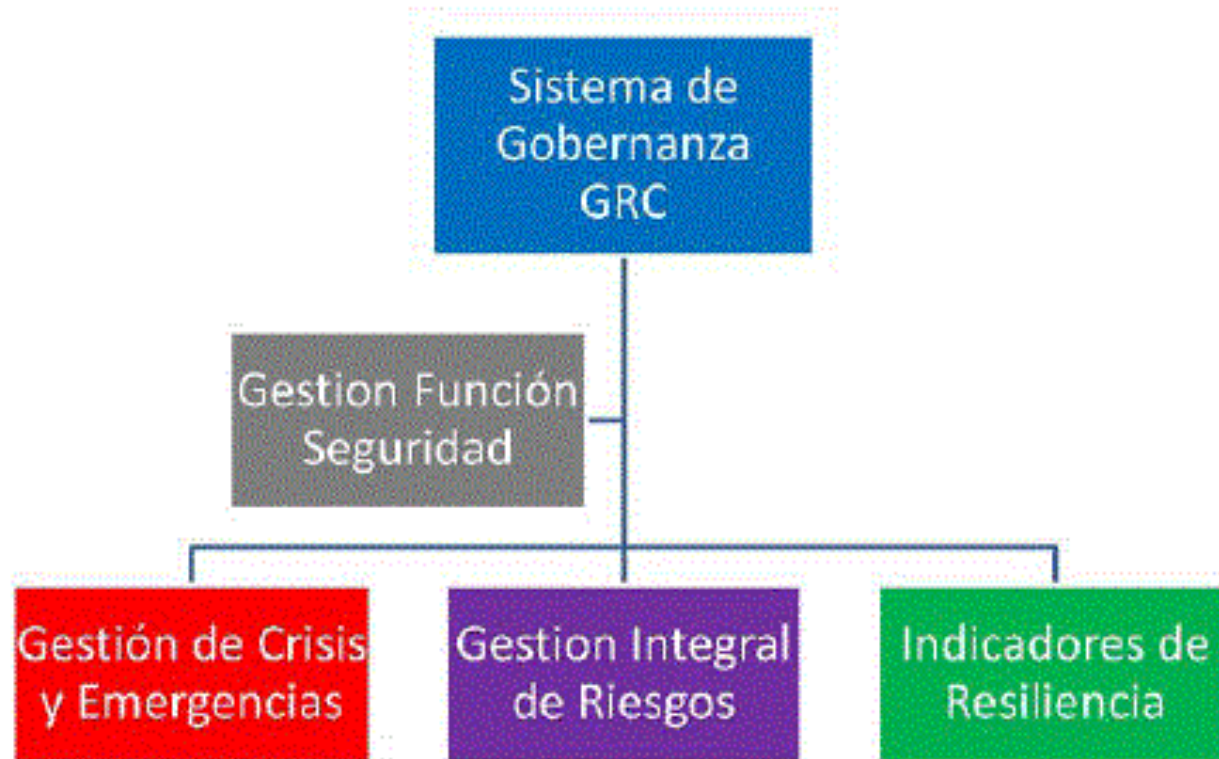 Sistema de
Gobernanza
GRC
Gestion Función
Seguridad
Gestión de Crisis
y Emergencias
Gestion Integral
de Riesgos
Indicadores de
Resiliencia